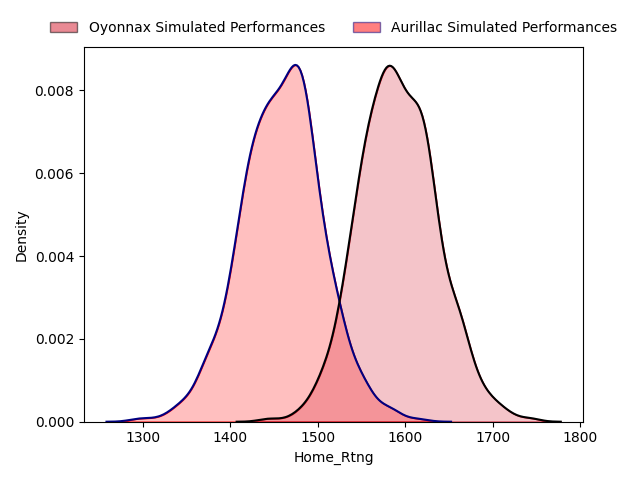 Oyonnax Simulated Performances Aurillac Simulated Performances
0.008
0.006
0.004
0.002
0.000
Density
1300 1400 1500 1600 1700 1800
Home_Rtng